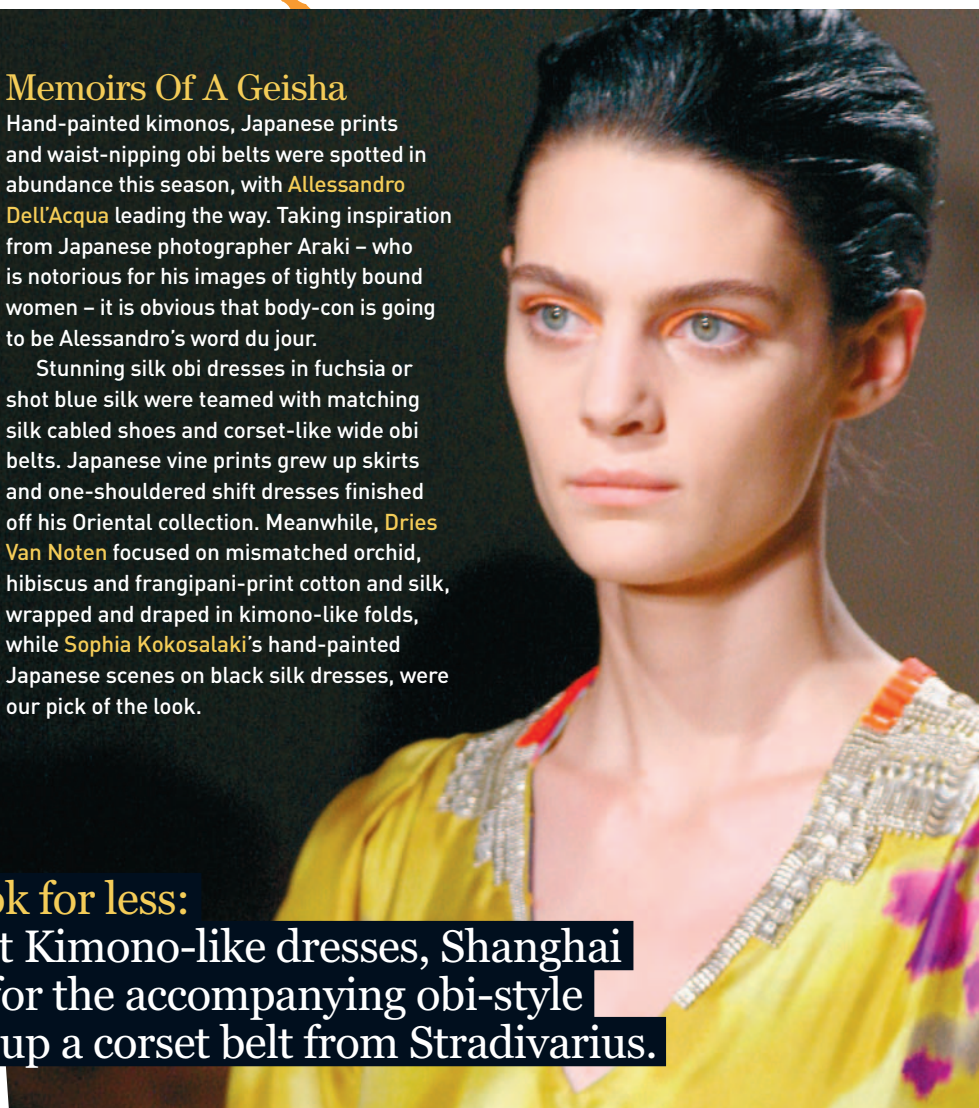 Memoirs Of A Geisha
Hand-painted kimonos, Japanese prints
and waist-nipping obi belts were spotted in
abundance this season, with Allessandro
Dell'Acqua leading the way. Taking inspiration
from Japanese photographer Araki – who
is notorious for his images of tightly bound
women – it is obvious that body-con is going
to be Alessandro's word du jour.
Stunning silk obi dresses in fuchsia or
shot blue silk were teamed with matching
silk cabled shoes and corset-like wide obi
belts. Japanese vine prints grew up skirts
and one-shouldered shift dresses finished
off his Oriental collection. Meanwhile, Dries
Van Noten focused on mismatched orchid,
hibiscus and frangipani-print cotton and silk,
wrapped and draped in kimono-like folds,
while Sophia Kokosalaki's hand-painted
Japanese scenes on black silk dresses, were
our pick of the look.
for less:
Kimono-like dresses, Shanghai
for the accompanying obi-style
up a corset belt from Stradivarius.